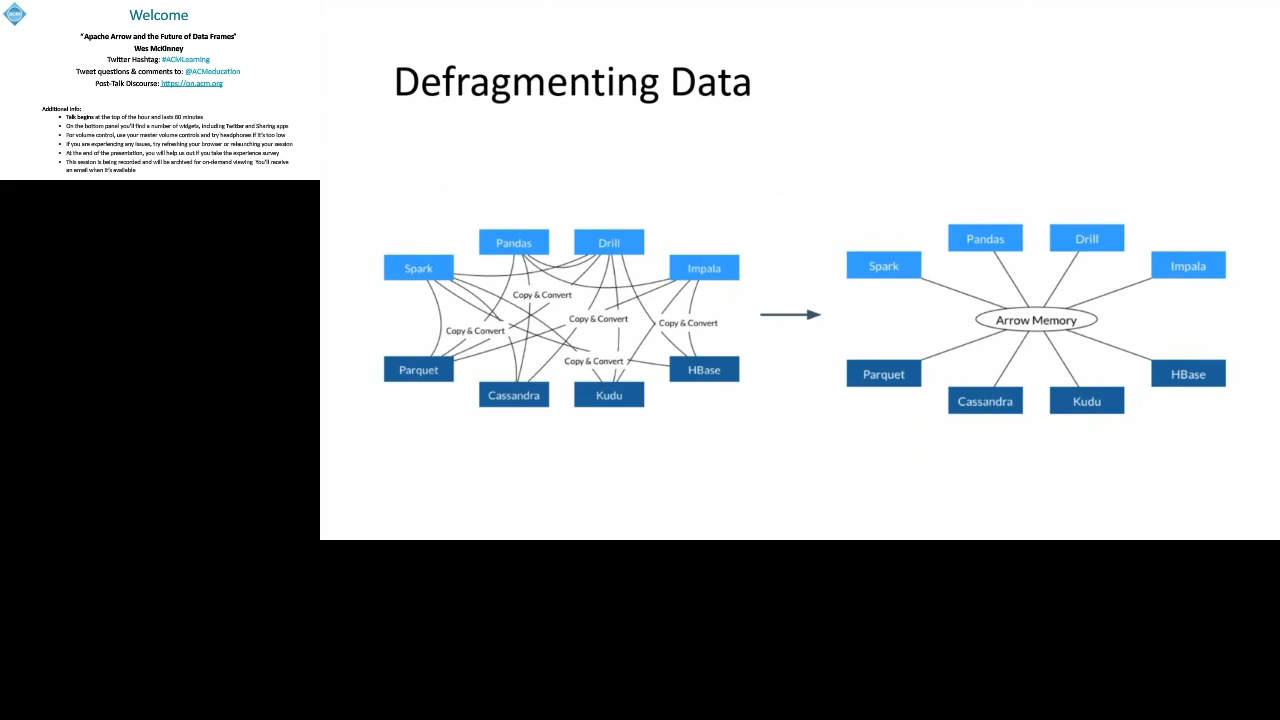 acm
Welcome
"Apache Arrow and the Future of Data Frames"
Wes McKinney
Twitter Hashtag: #ACMLearning
Tweet questions & comments to: @ACMeducation
Post-Talk Discourse: https://on.acm.org
Additional Info:
• Talk begins at the top of the hour and lasts 60 minutes
• On the bottom panel you'll find a number of widgets, including Twitter and Sharing apps
• For volume control, use your master volume controls and try headphones if it's too low
• If you are experiencing any issues, try refreshing your browser or relaunching your session
• At the end of the presentation, you will help us out if you take the experience survey
• This session is being recorded and will be archived for on-demand viewing. You'll receive
an email when it's available
Defragmenting Data
Pandas
Drill
Spark
Impala
Copy & Convert
Copy & Convert
Copy & Convert
Copy & Convert
Copy & Convert
Parquet
HBase
Cassandra
Kudu
Pandas
Drill
Spark
Impala
Arrow Memory
Parquet
HBase
Cassandra
Kudu